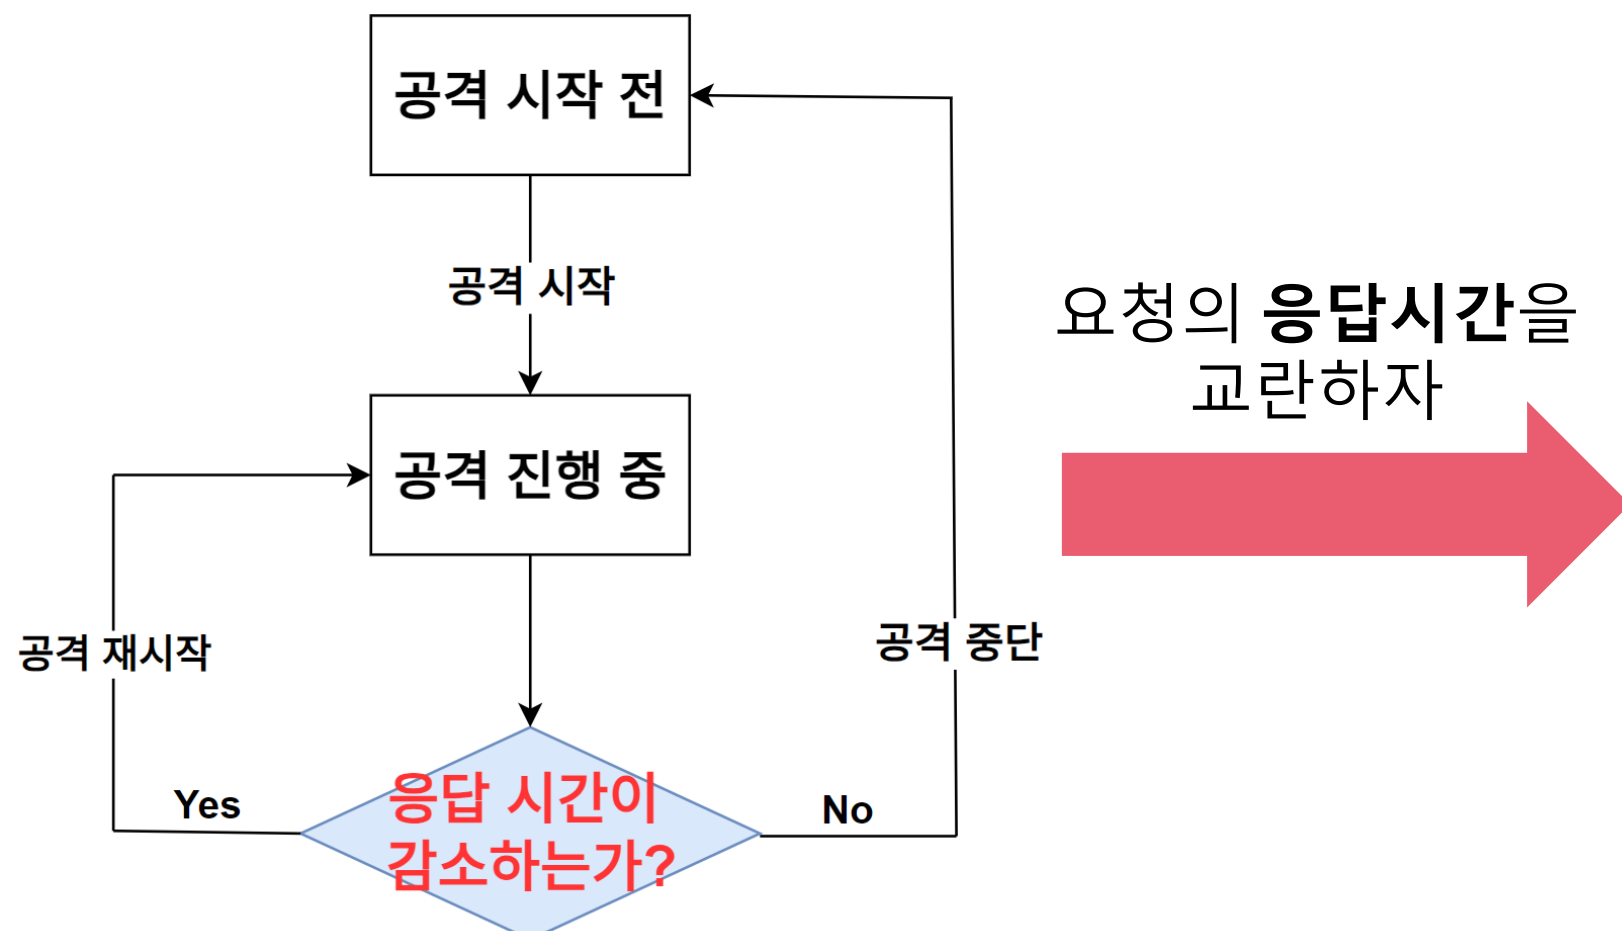 공격 시작 전
공격 시작
요청의 응답시간을
교란하자
공격 진행 중
공격 재시작
공격 중단
Yes
No
응답 시간이
감소하는가?